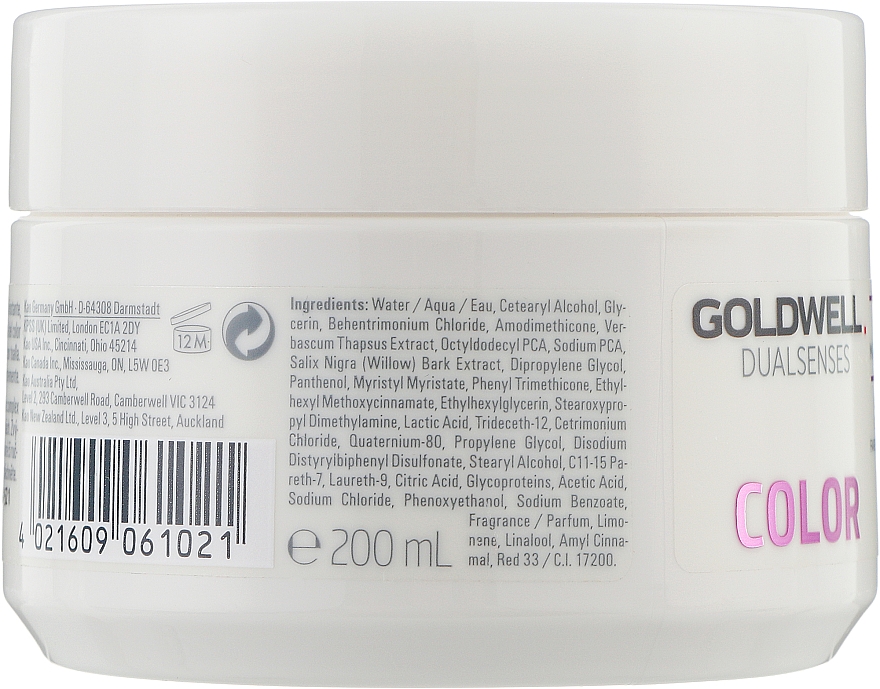 Kao Germany GmbH · D-64308 Darmstadt
KPSS (UK) Limited, London EC1A 2DY
Kao USA Inc., Cincinnati, Ohio 45214
Kao Canada Inc., Mississauga, ON, L5W 0E3
Kao Australia Pty Ltd,
Level 2, 293 Camberwell Road, Camberwell VIC 3124
Kao New Zealand Ltd., Level 3, 5 High Street, Auckland
12 M
4 021609 061021
Ingredients: Water / Aqua / Eau, Cetearyl Alcohol, Gly-
cerin, Behentrimonium Chloride, Amodimethicone, Ver-
bascum Thapsus Extract, Octyldodecyl PCA, Sodium PCA,
Salix Nigra (Willow) Bark Extract, Dipropylene Glycol,
Panthenol, Myristyl Myristate, Phenyl Trimethicone, Ethyl-
hexyl Methoxycinnamate, Ethylhexylglycerin, Stearoxypro-
pyl Dimethylamine, Lactic Acid, Trideceth-12, Cetrimonium
Chloride, Quaternium-80, Propylene Glycol, Disodium
Distyrylbiphenyl Disulfonate, Stearyl Alcohol, C11-15 Pa-
reth-7, Laureth-9, Citric Acid, Glycoproteins, Acetic Acid,
Sodium Chloride, Phenoxyethanol, Sodium Benzoate,
Fragrance / Parfum, Limo-
nene, Linalool, Amyl Cinna-
mal, Red 33 / C.I. 17200.
e 200 mL
GOLDWELL.
DUALSENSES
COLOR